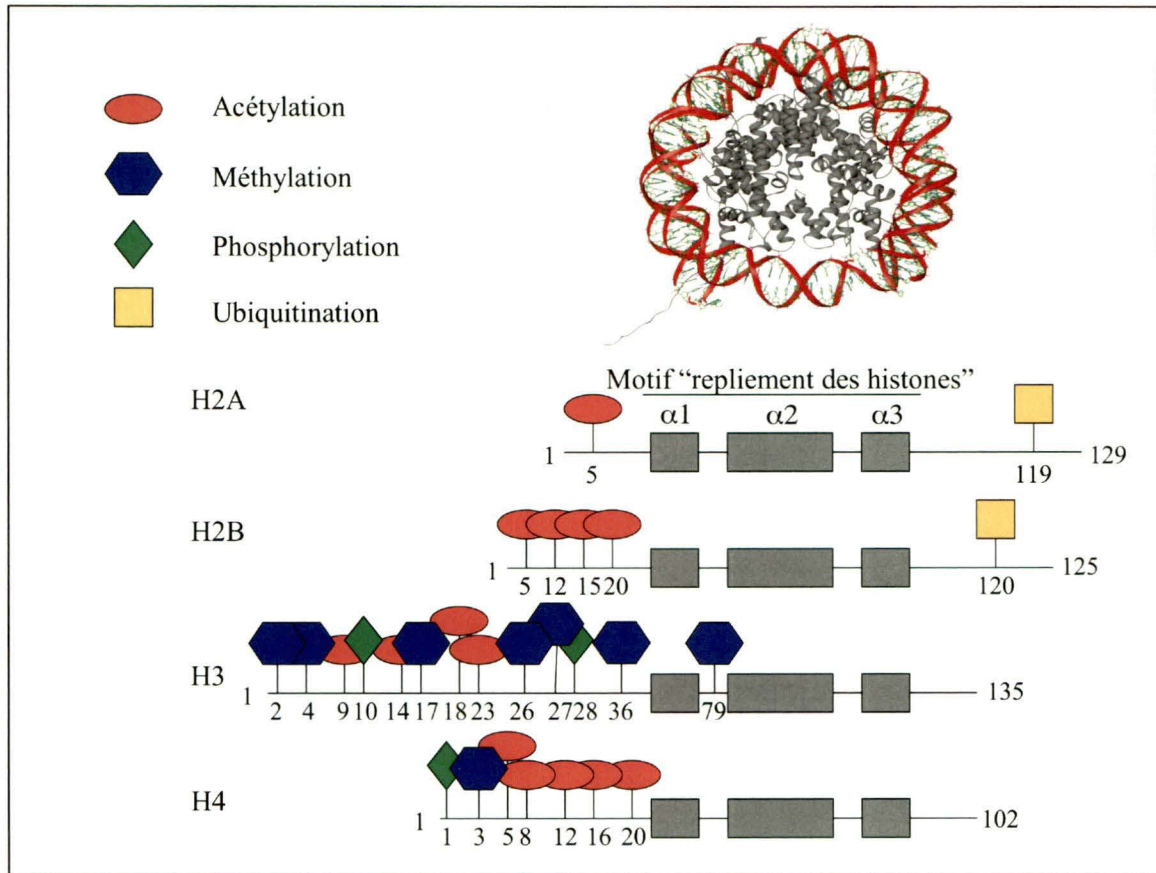 Acétylation
Méthylation
Phosphorylation
Ubiquitination
Motif “repliement des histones”
H2A
α1 α2 α3
1 5 119 129
H2B
1 5 12 15 20 120 125
H3
1 2 4 9 10 14 17 18 23 26 27 28 36 79 135
H4
1 1 3 5 8 12 16 20 102